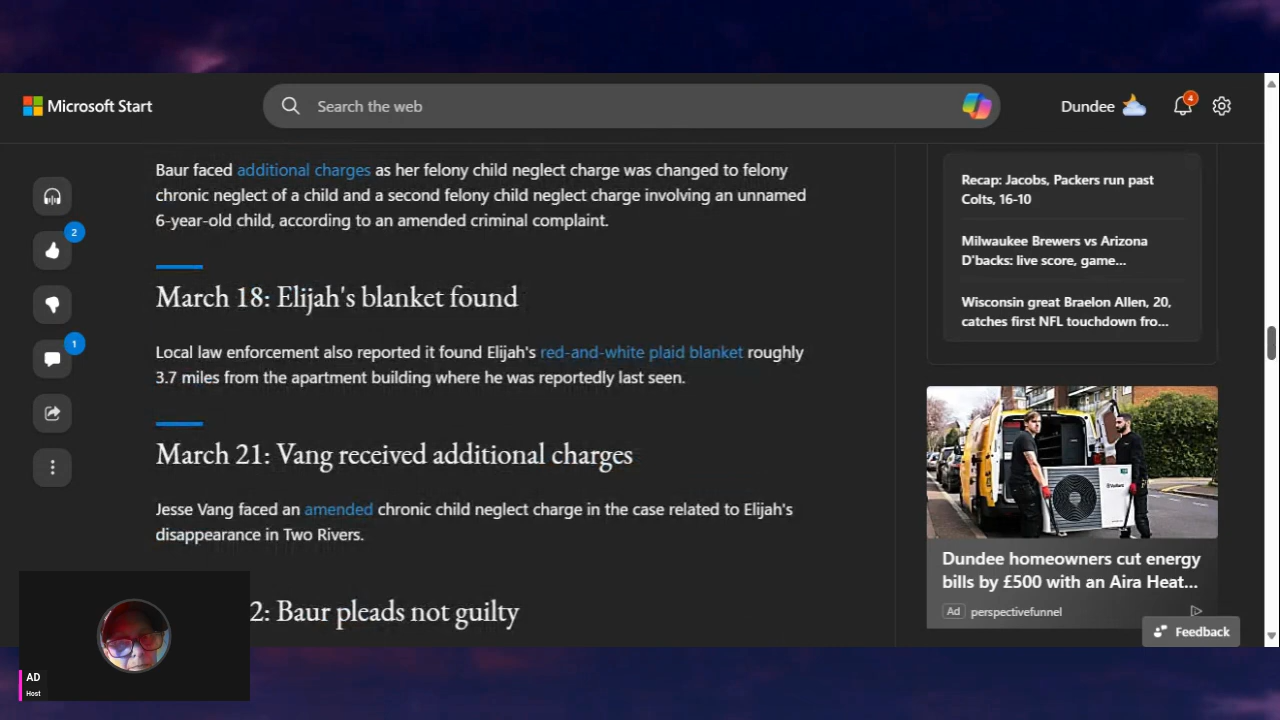 Microsoft Start
Search the web
Dundee
4
Baur faced additional charges as her felony child neglect charge was changed to felony
chronic neglect of a child and a second felony child neglect charge involving an unnamed
6-year-old child, according to an amended criminal complaint.
2
March 18: Elijah's blanket found
Local law enforcement also reported it found Elijah's red-and-white plaid blanket roughly
3.7 miles from the apartment building where he was reportedly last seen.
1
March 21: Vang received additional charges
Jesse Vang faced an amended chronic child neglect charge in the case related to Elijah's
disappearance in Two Rivers.
2: Baur pleads not guilty
Recap: Jacobs, Packers run past
Colts, 16-10
Milwaukee Brewers vs Arizona
D'backs: live score, game...
Wisconsin great Braelon Allen, 20,
catches first NFL touchdown fro...
Dundee homeowners cut energy
bills by £500 with an Aira Heat...
Ad perspectivefunnel
Feedback
AD
Host